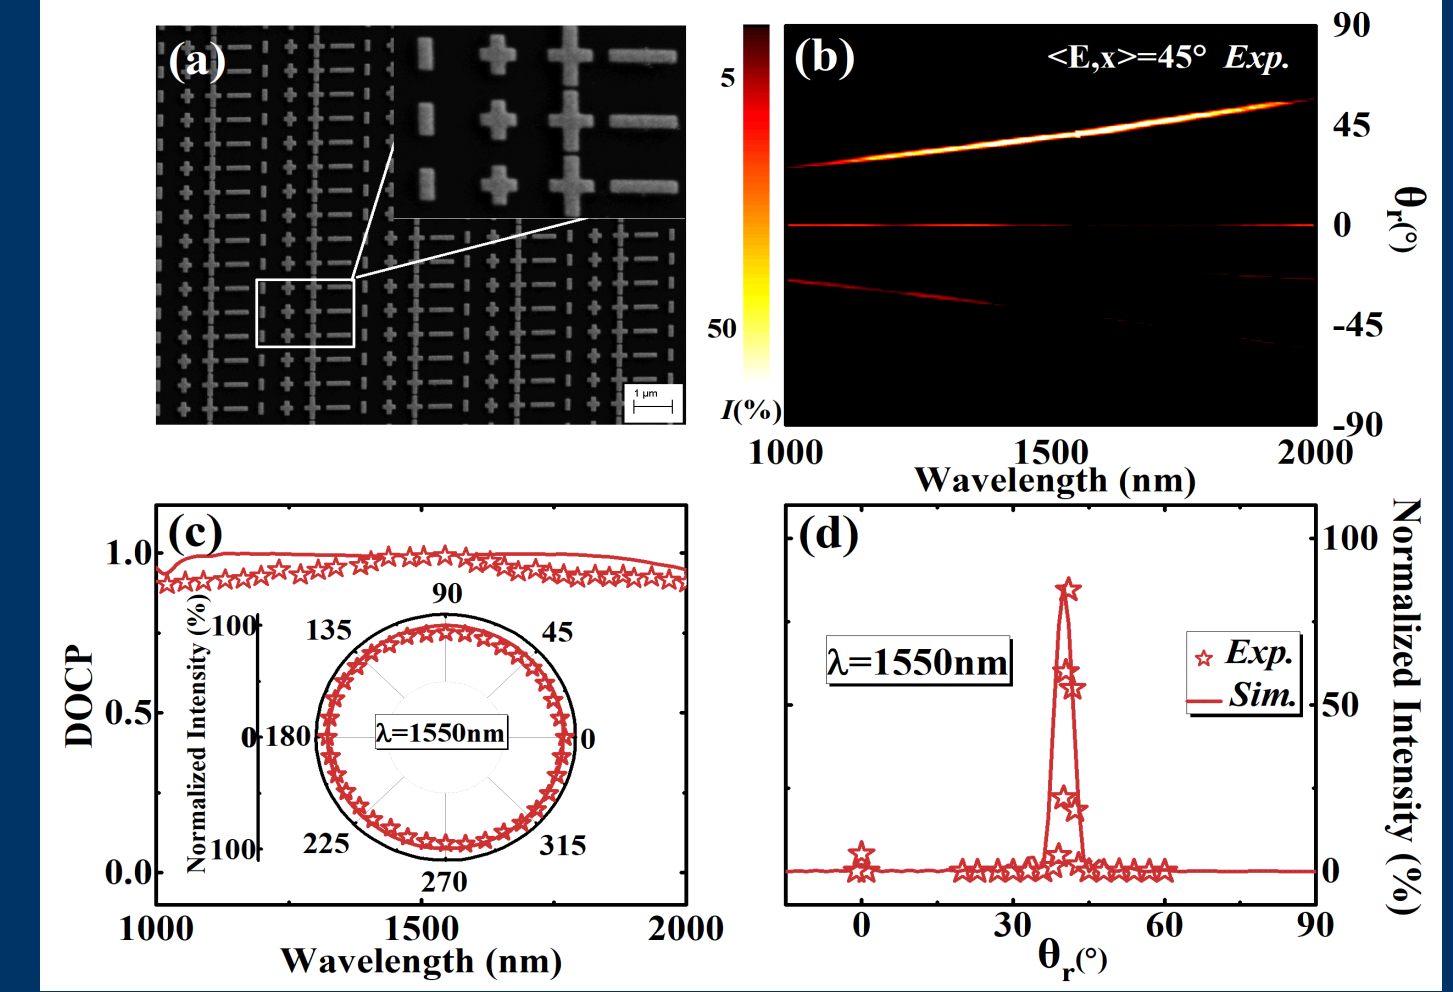 (a)
1 μm
5
50
I(%)
(b)
<E,x>=45° Exp.
90
45
0
-45
-90
θr(°)
1000
1500
2000
Wavelength (nm)
(c)
1.0
0.5
0.0
DOCP
Normalized Intensity (%)
100
0
100
90
135
45
180
λ=1550nm
0
225
315
270
1000
1500
2000
Wavelength (nm)
(d)
λ=1550nm
Exp.
Sim.
100
50
0
Normalized Intensity (%)
0
30
60
90
θr(°)